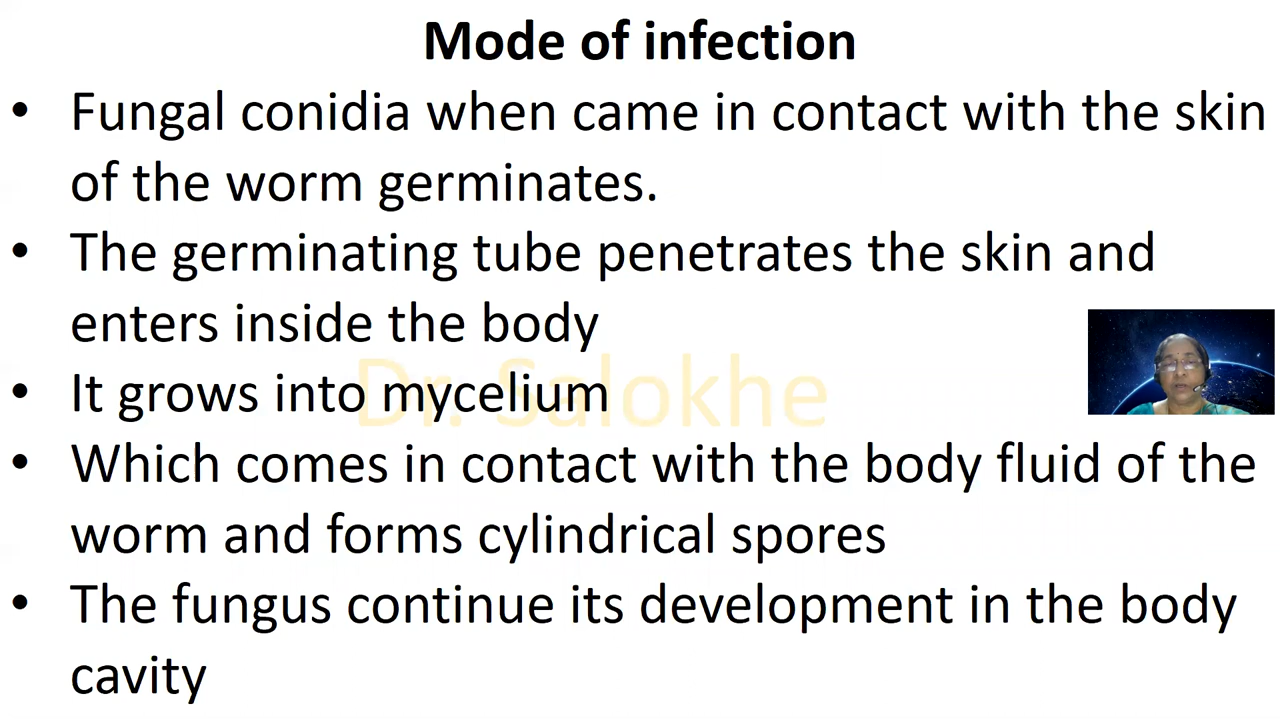 Mode of infection
• Fungal conidia when came in contact with the skin
of the worm germinates.
• The germinating tube penetrates the skin and
enters inside the body
• It grows into mycelium
• Which comes in contact with the body fluid of the
worm and forms cylindrical spores
• The fungus continue its development in the body
cavity
Dr. Salokhe